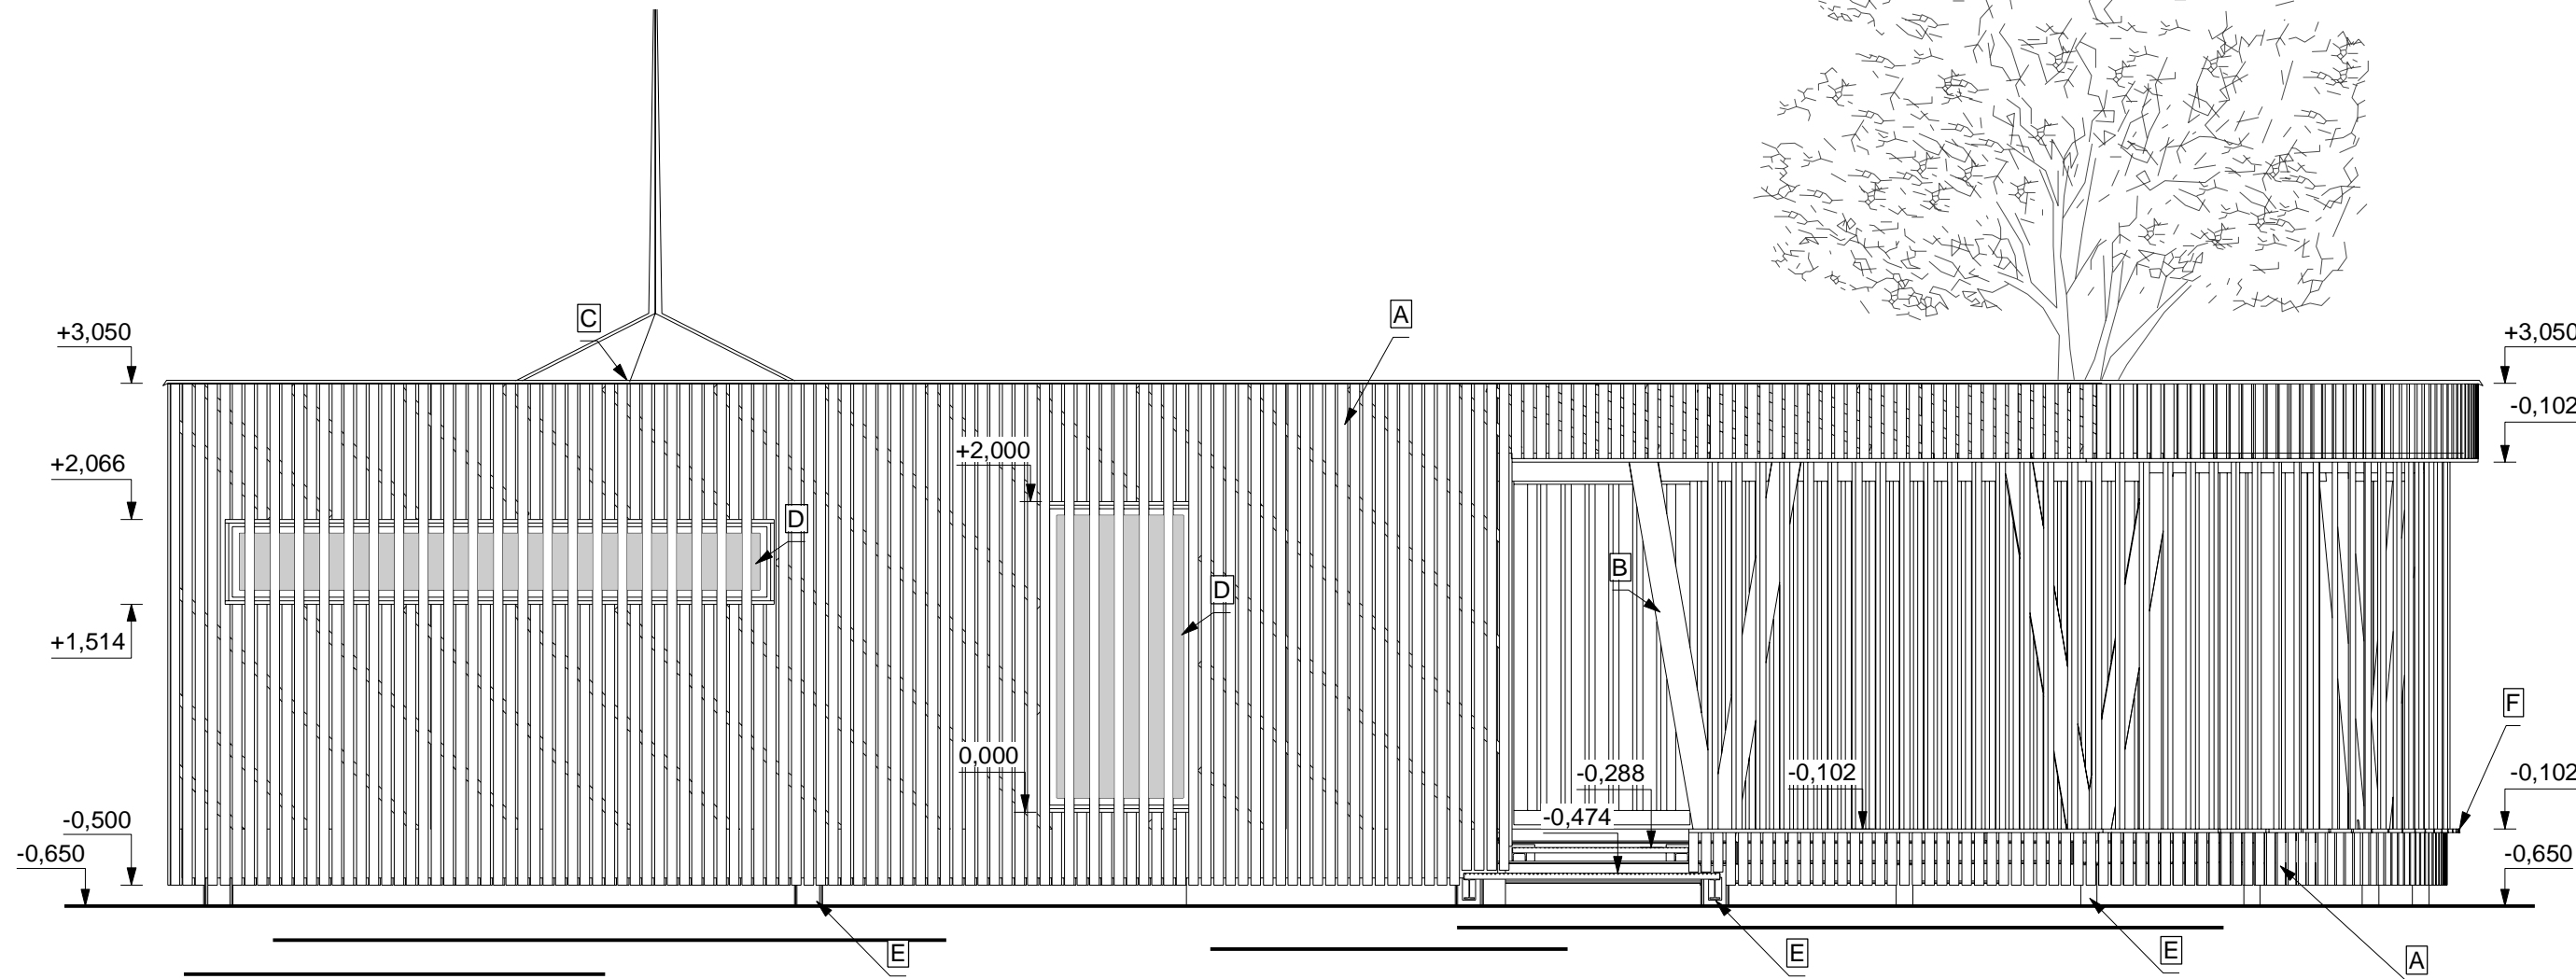 C
A
+3,050
+3,050
-0,102
+2,066
+2,000
D
B
D
+1,514
F
0,000
-0,288
-0,102
-0,102
-0,474
-0,500
-0,650
-0,650
E
E
E
A